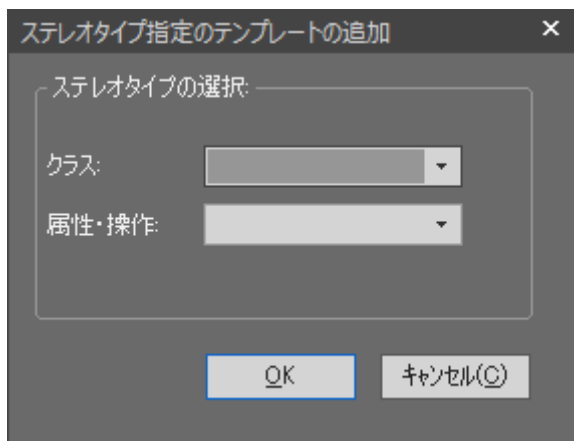 ステレオタイプ指定のテンプレートの追加
ステレオタイプの選択:
クラス:
属性・操作:
OK
キャンセル(C)